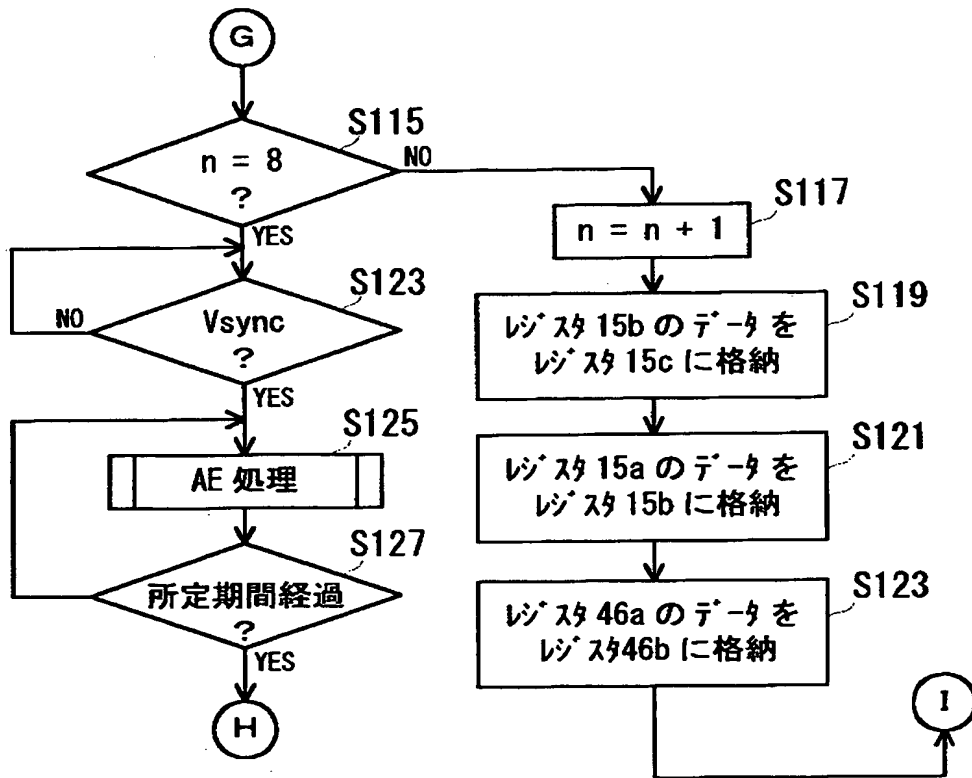 G
S115
n = 8
?
NO
YES
S117
n = n + 1
S123
Vsync
?
NO
YES
S119
レジスタ 15b のデータを
レジスタ 15c に格納
S125
AE 処理
S121
レジスタ 15a のデータを
レジスタ 15b に格納
S127
所定期間経過
?
YES
S123
レジスタ 46a のデータを
レジスタ46b に格納
H
I